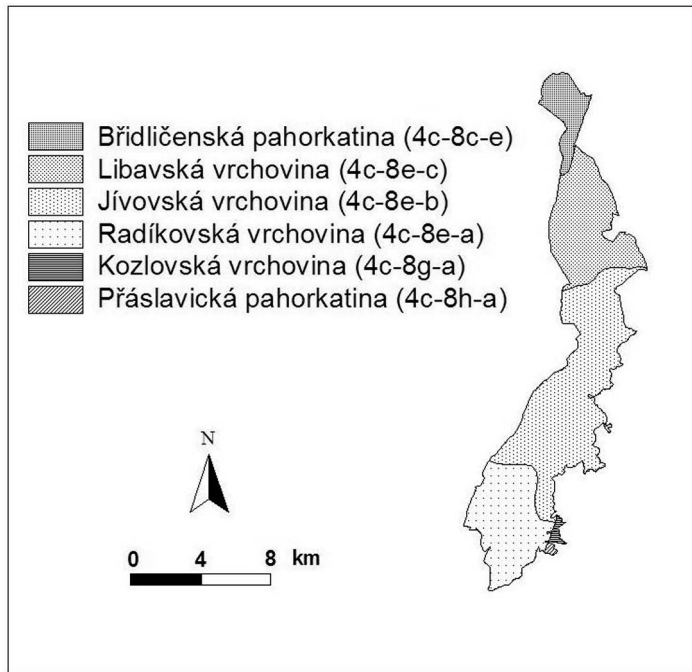 Břidličenská pahorkatina (4c-8c-e)
Libavská vrchovina (4c-8e-c)
Jívovská vrchovina (4c-8e-b)
Radíkovská vrchovina (4c-8e-a)
Kozlovská vrchovina (4c-8g-a)
Přáslavická pahorkatina (4c-8h-a)
N
0 4 8 km